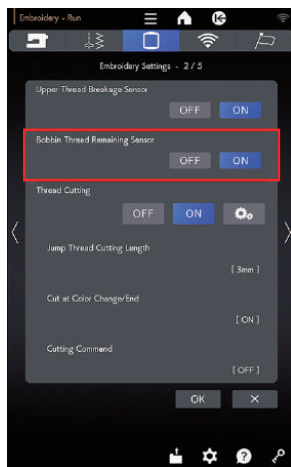 Embroidery - Run
Embroidery Settings - 2 / 5
Upper Thread Breakage Sensor
OFF ON
Bobbin Thread Remaining Sensor
OFF ON
Thread Cutting
OFF ON
Jump Thread Cutting Length
[ 3mm ]
Cut at Color Change/End
[ ON ]
Cutting Command
[ OFF ]
OK ×